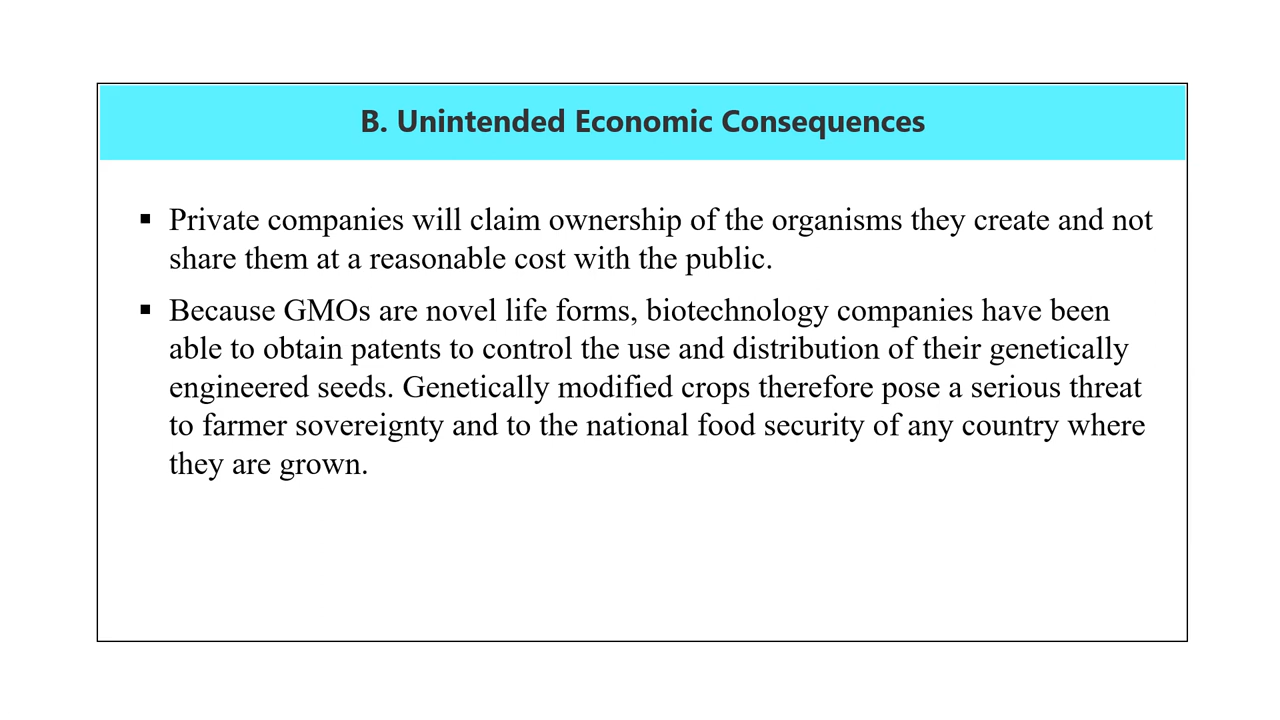 B. Unintended Economic Consequences
▪ Private companies will claim ownership of the organisms they create and not
share them at a reasonable cost with the public.
▪ Because GMOs are novel life forms, biotechnology companies have been
able to obtain patents to control the use and distribution of their genetically
engineered seeds. Genetically modified crops therefore pose a serious threat
to farmer sovereignty and to the national food security of any country where
they are grown.